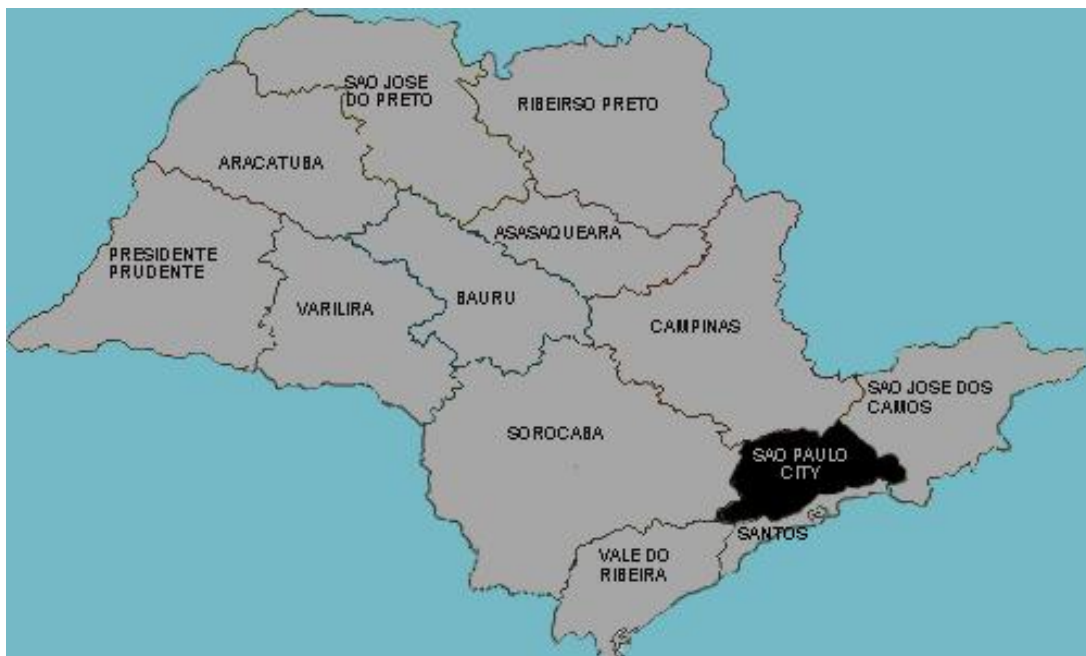 SAO JOSE
DO PRETO
RIBEIRSO PRETO
ARACATUBA
ASASAQUEARA
PRESIDENTE
PRUDENTE
VARILIRA
BAURU
CAMPINAS
SAO JOSE DOS
CAMOS
SOROCABA
SAO PAULO
CITY
SANTOS
VALE DO
RIBEIRA